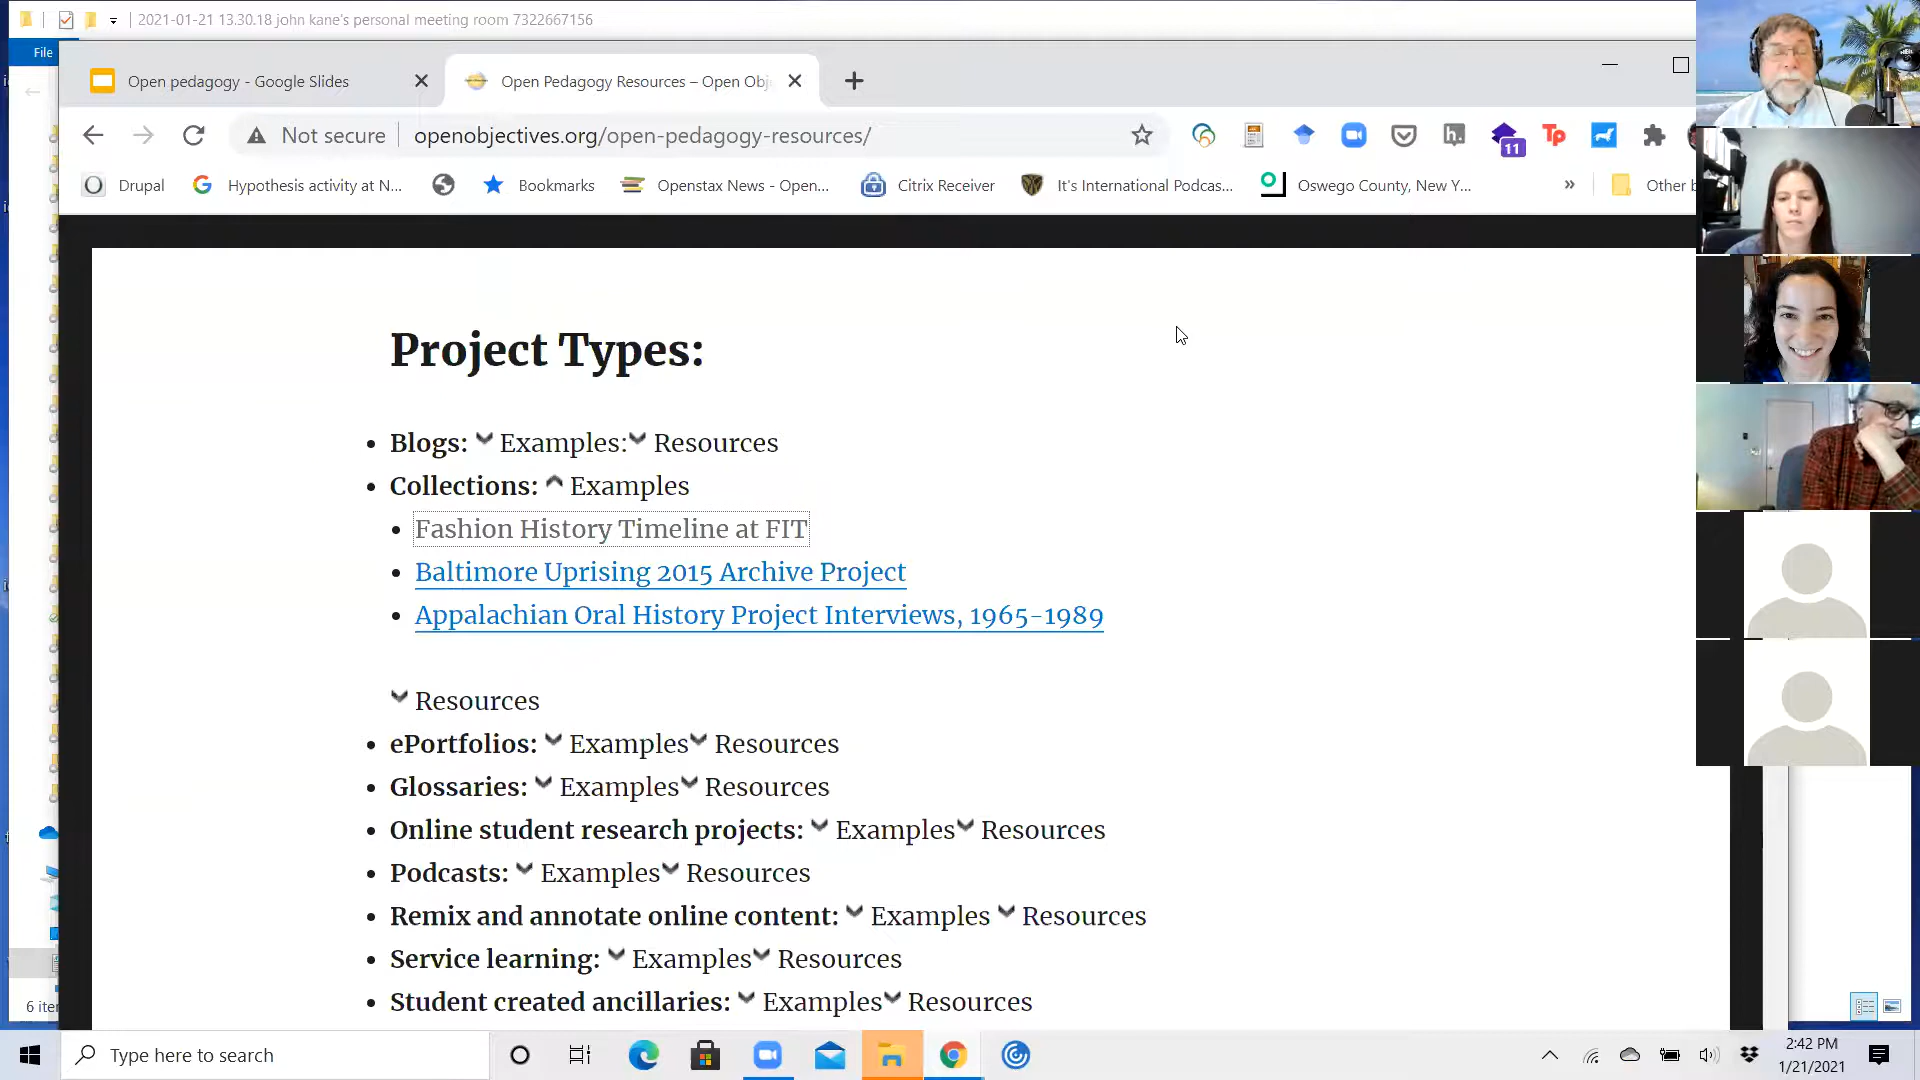 2021-01-21 13.30.18 john kane's personal meeting room 7322667156
File
Open pedagogy - Google Slides
Open Pedagogy Resources – Open Obj
Not secure
openobjectives.org/open-pedagogy-resources/
h.
11
Tp
Drupal
Hypothesis activity at N...
Bookmarks
Openstax News - Open...
Citrix Receiver
It's International Podcas...
Oswego County, New Y...
»
Other b
Project Types:
• Blogs: Examples: Resources
• Collections: Examples
• Fashion History Timeline at FIT
• Baltimore Uprising 2015 Archive Project
• Appalachian Oral History Project Interviews, 1965-1989
Resources
• ePortfolios: Examples Resources
• Glossaries: Examples Resources
• Online student research projects: Examples Resources
• Podcasts: Examples Resources
• Remix and annotate online content: Examples Resources
• Service learning: Examples Resources
• Student created ancillaries: Examples Resources
6 ite
Type here to search
2:42 PM
1/21/2021